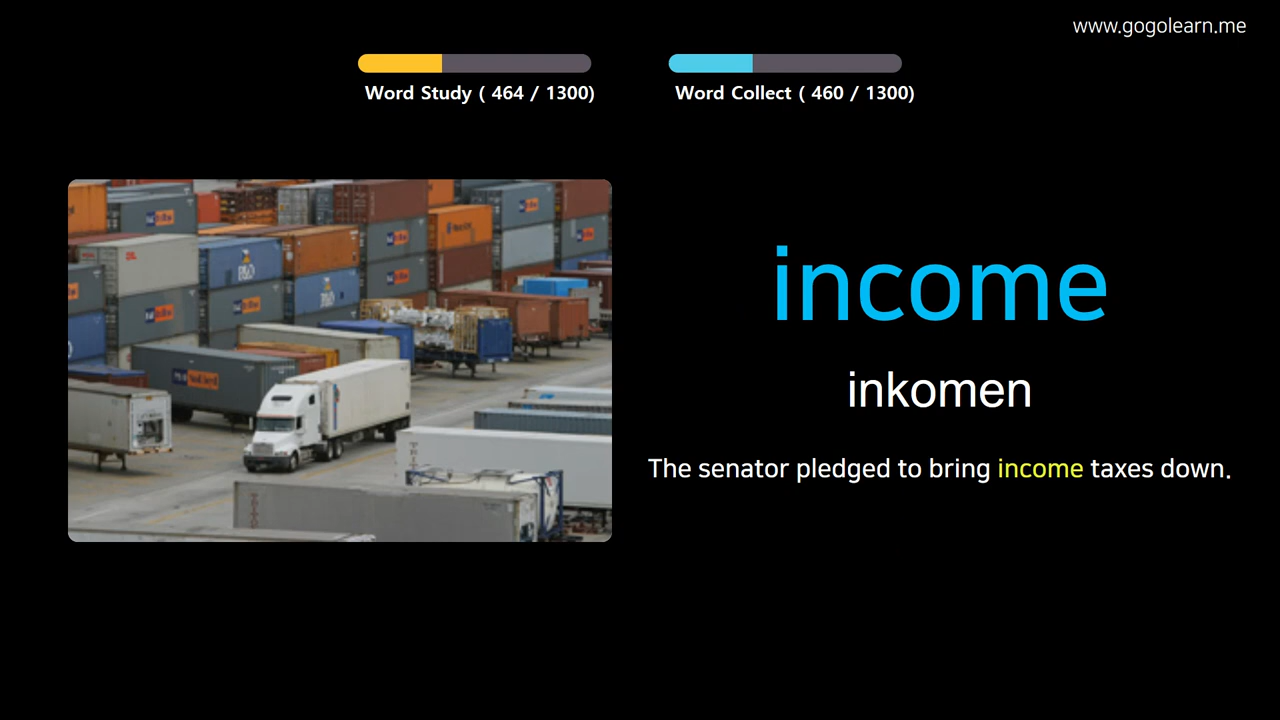 www.gogolearn.me
Word Study ( 464 / 1300)
Word Collect ( 460 / 1300)
P&O
P&O
income
inkomen
The senator pledged to bring income taxes down.